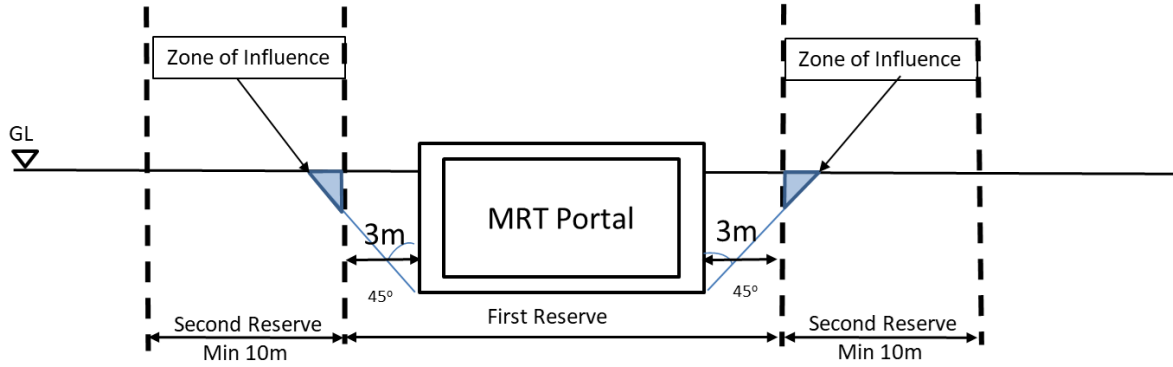 Zone of Influence
Zone of Influence
GL
MRT Portal
3m
3m
45°
45°
First Reserve
Second Reserve
Min 10m
Second Reserve
Min 10m